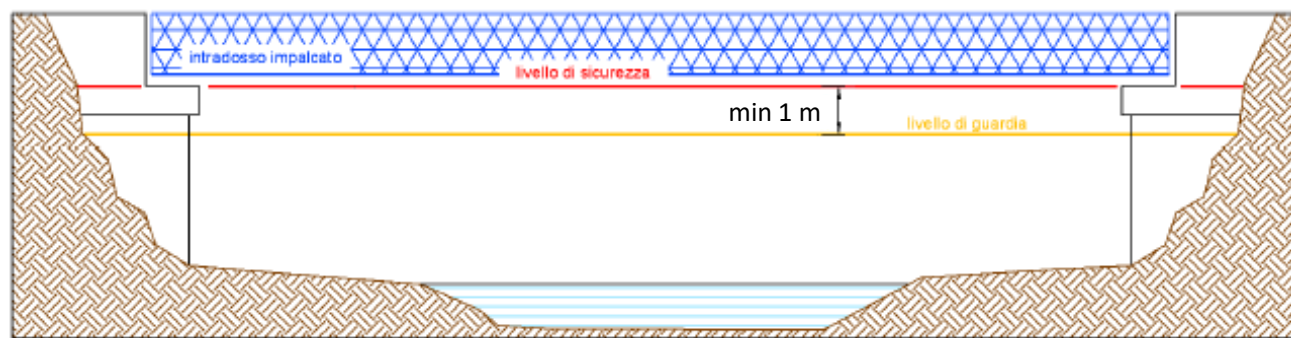 intradosso impalcato
livello di sicurezza
min 1 m
livello di guardia